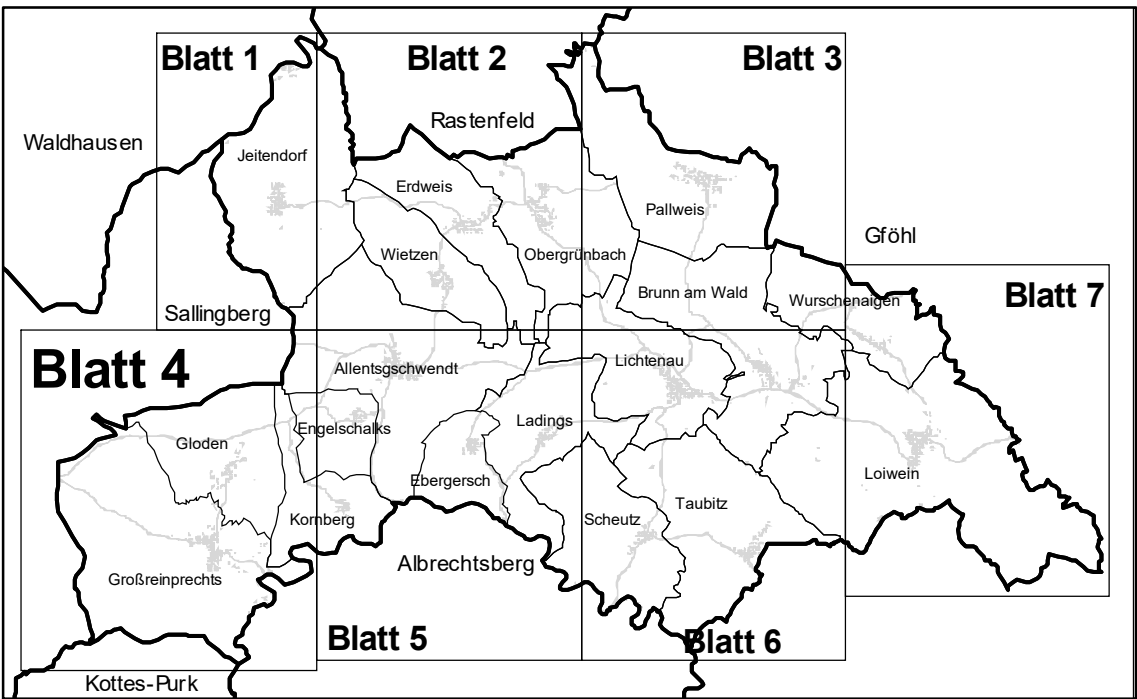 Blatt 1
Blatt 2
Blatt 3
Rastenfeld
Waldhausen
Jeitendorf
Erdweis
Pallweis
Gföhl
Wietzen
Obergrünbach
Brunn am Wald
Wurschenaigen
Blatt 7
Sallingberg
Blatt 4
Allentsgschwendt
Lichtenau
Gloden
Engelschalks
Ladings
Ebergersch
Loiwein
Kornberg
Scheutz
Taubitz
Albrechtsberg
Großreinprechts
Blatt 5
Blatt 6
Kottes-Purk